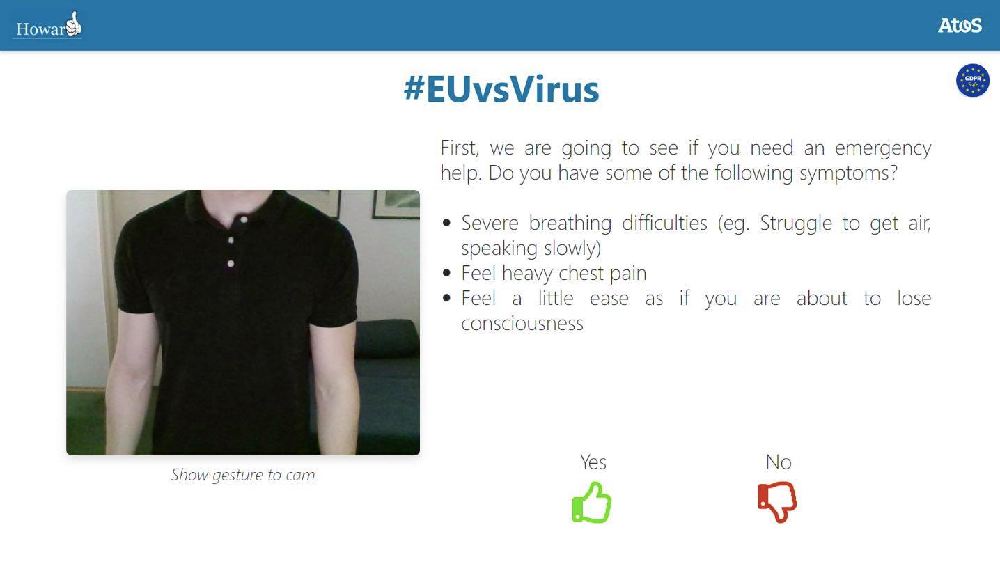 Howard
Atos
#EUvsVirus
GDPR
Safe
First, we are going to see if you need an emergency
help. Do you have some of the following symptoms?
Severe breathing difficulties (eg. Struggle to get air,
speaking slowly)
Feel heavy chest pain
Feel a little ease as if you are about to lose
consciousness
Show gesture to cam
Yes
No